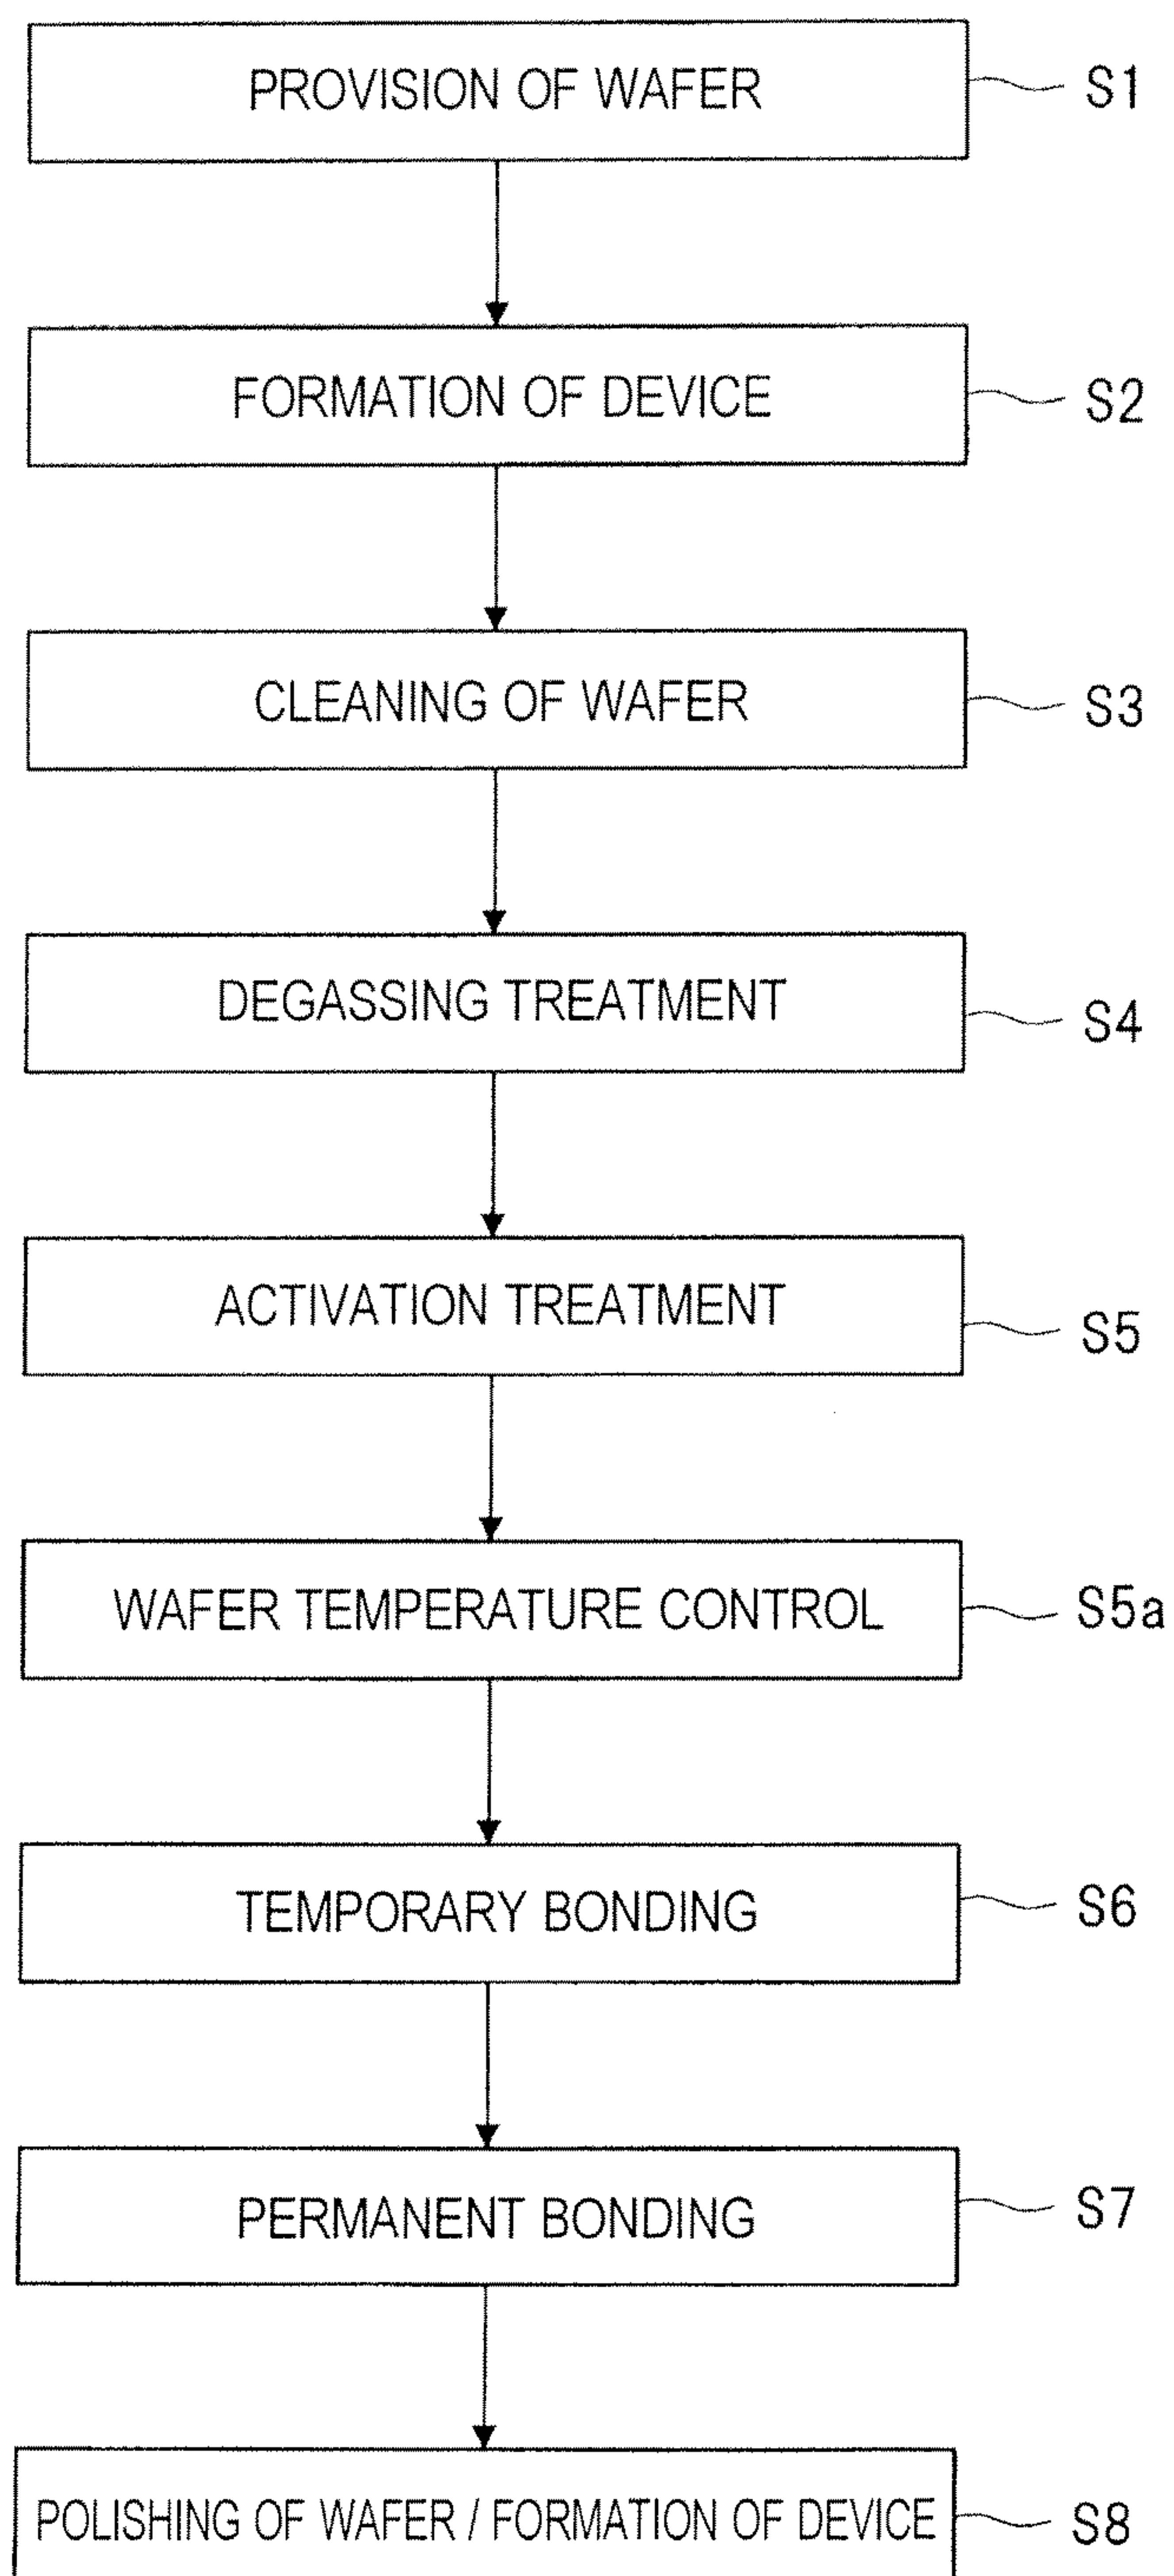 PROVISION OF WAFER S1
FORMATION OF DEVICE S2
CLEANING OF WAFER S3
DEGASSING TREATMENT S4
ACTIVATION TREATMENT S5
WAFER TEMPERATURE CONTROL S5a
TEMPORARY BONDING S6
PERMANENT BONDING S7
POLISHING OF WAFER / FORMATION OF DEVICE S8